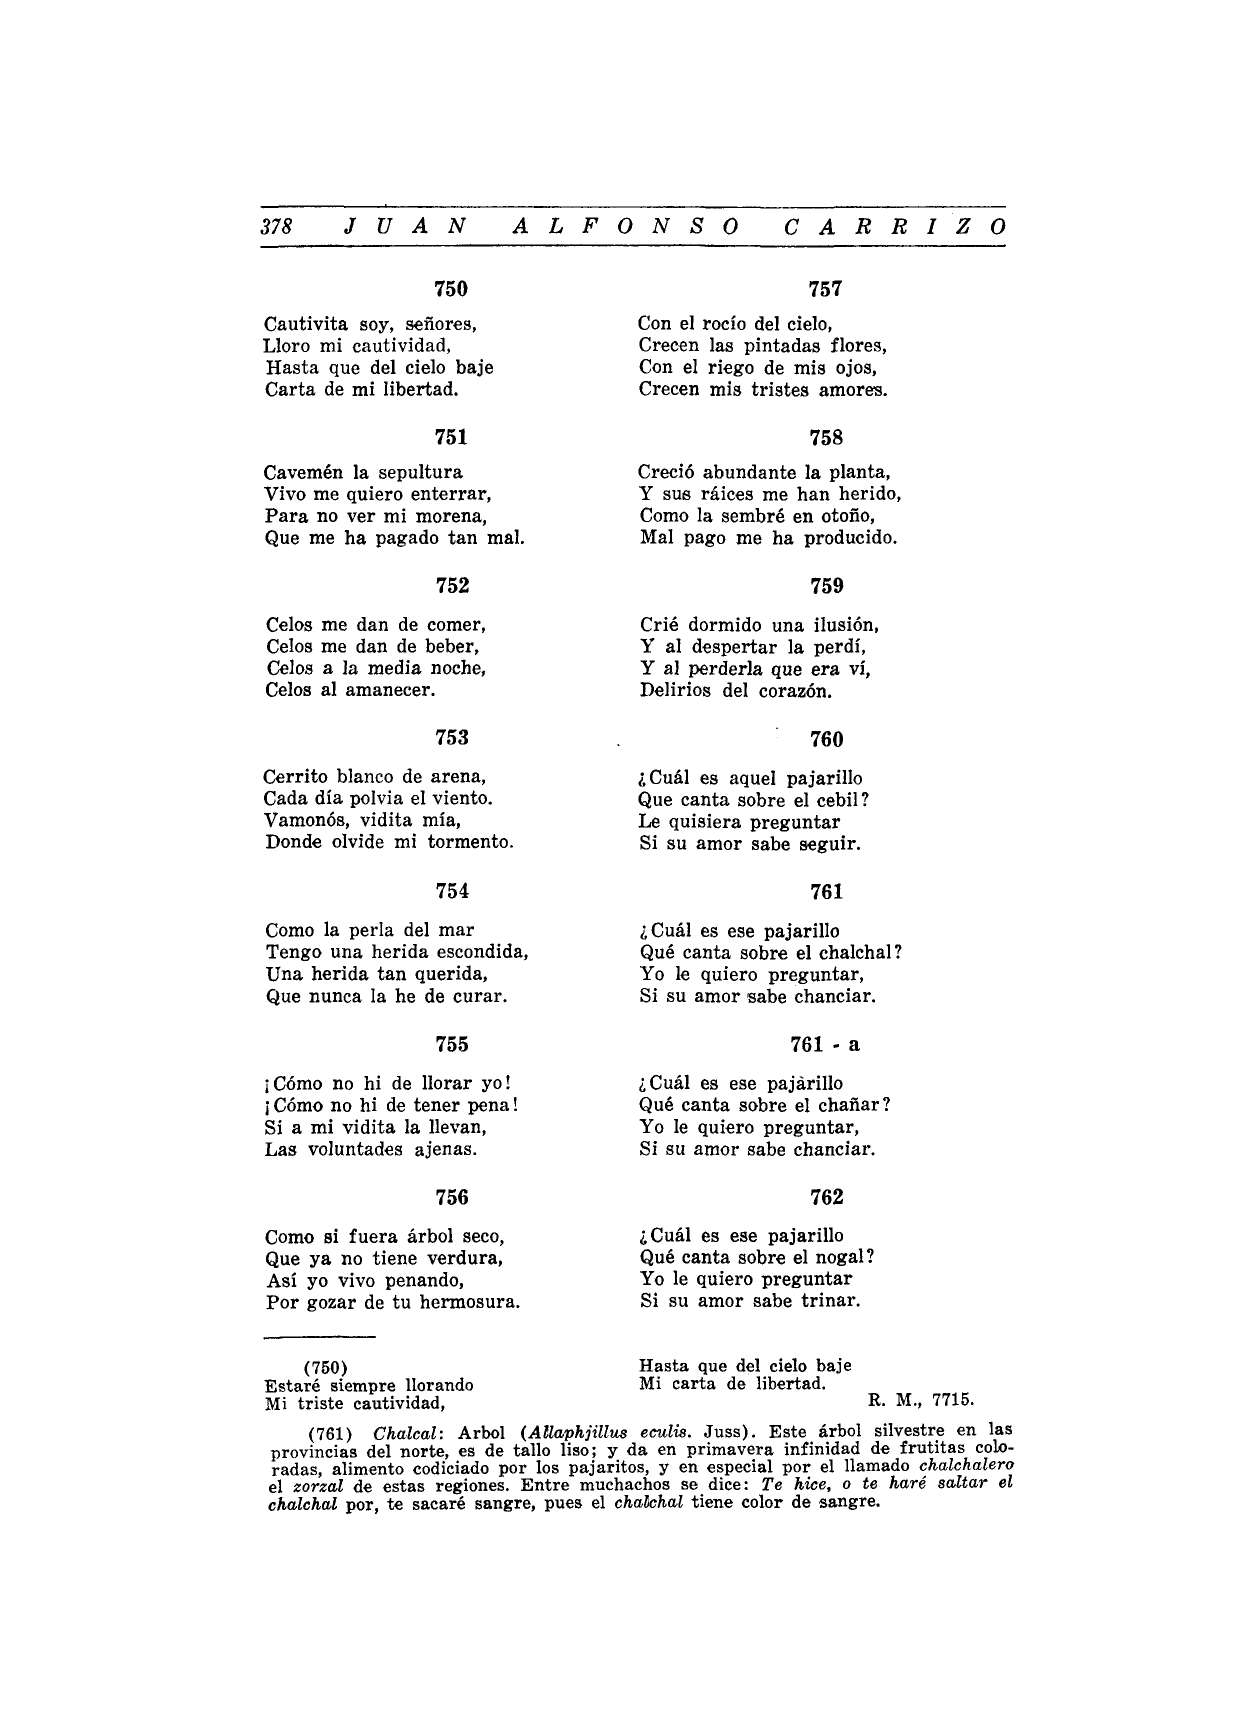 378 JUAN ALFONSO CARRIZO
750
Cautivita soy, señores,
Lloro mi cautividad,
Hasta que del cielo baje
Carta de mi libertad.
751
Cavemén la sepultura
Vivo me quiero enterrar,
Para no ver mi morena,
Que me ha pagado tan mal.
752
Celos me dan de comer,
Celos me dan de beber,
Celos a la media noche,
Celos al amanecer.
753
Cerrito blanco de arena,
Cada día polvia el viento.
Vamonós, vidita mía,
Donde olvide mi tormento.
754
Como la perla del mar
Tengo una herida escondida,
Una herida tan querida,
Que nunca la he de curar.
755
¡Cómo no hi de llorar yo!
¡Cómo no hi de tener pena!
Si a mi vidita la llevan,
Las voluntades ajenas.
756
Como si fuera árbol seco,
Que ya no tiene verdura,
Así yo vivo penando,
Por gozar de tu hermosura.
757
Con el rocío del cielo,
Crecen las pintadas flores,
Con el riego de mis ojos,
Crecen mis tristes amores.
758
Creció abundante la planta,
Y sus ráices me han herido,
Como la sembré en otoño,
Mal pago me ha producido.
759
Crié dormido una ilusión,
Y al despertar la perdí,
Y al perderla que era ví,
Delirios del corazón.
760
¿Cuál es aquel pajarillo
Que canta sobre el cebil?
Le quisiera preguntar
Si su amor sabe seguir.
761
¿Cuál es ese pajarillo
Qué canta sobre el chalchal?
Yo le quiero preguntar,
Si su amor sabe chanciar.
761 - a
¿Cuál es ese pajarillo
Qué canta sobre el chañar?
Yo le quiero preguntar,
Si su amor sabe chanciar.
762
¿Cuál es ese pajarillo
Qué canta sobre el nogal?
Yo le quiero preguntar
Si su amor sabe trinar.
(750)
Estaré siempre llorando
Mi triste cautividad,
Hasta que del cielo baje
Mi carta de libertad.
R. M., 7715.
(761) Chalcal: Arbol (Allaphjillus eculis. Juss). Este árbol silvestre en las
provincias del norte, es de tallo liso; y da en primavera infinidad de frutitas colo-
radas, alimento codiciado por los pajaritos, y en especial por el llamado chalchalero
el zorzal de estas regiones. Entre muchachos se dice: Te hice, o te haré saltar el
chalchal por, te sacaré sangre, pues el chalchal tiene color de sangre.